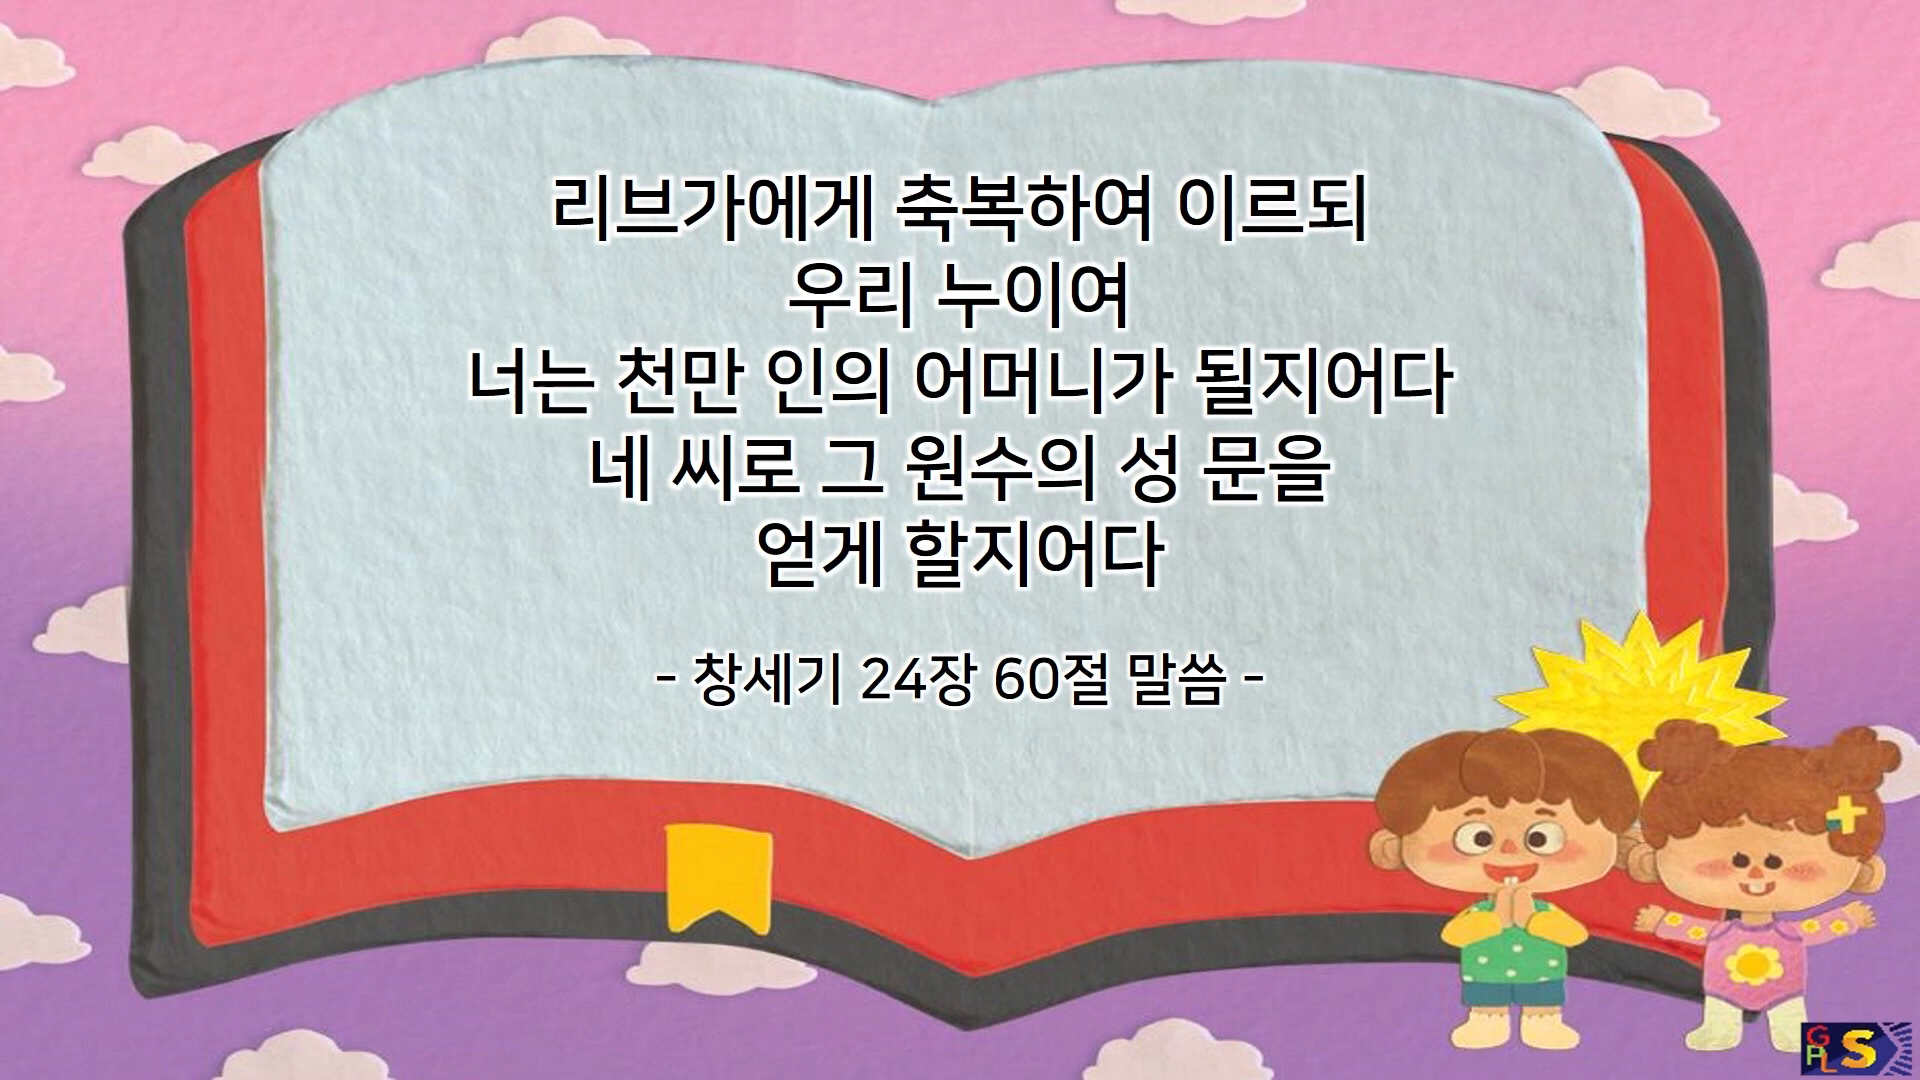 리브가에게 축복하여 이르되
우리 누이여
너는 천만 인의 어머니가 될지어다
네 씨로 그 원수의 성 문을
얻게 할지어다
- 창세기 24장 60절 말씀 -
GPL S